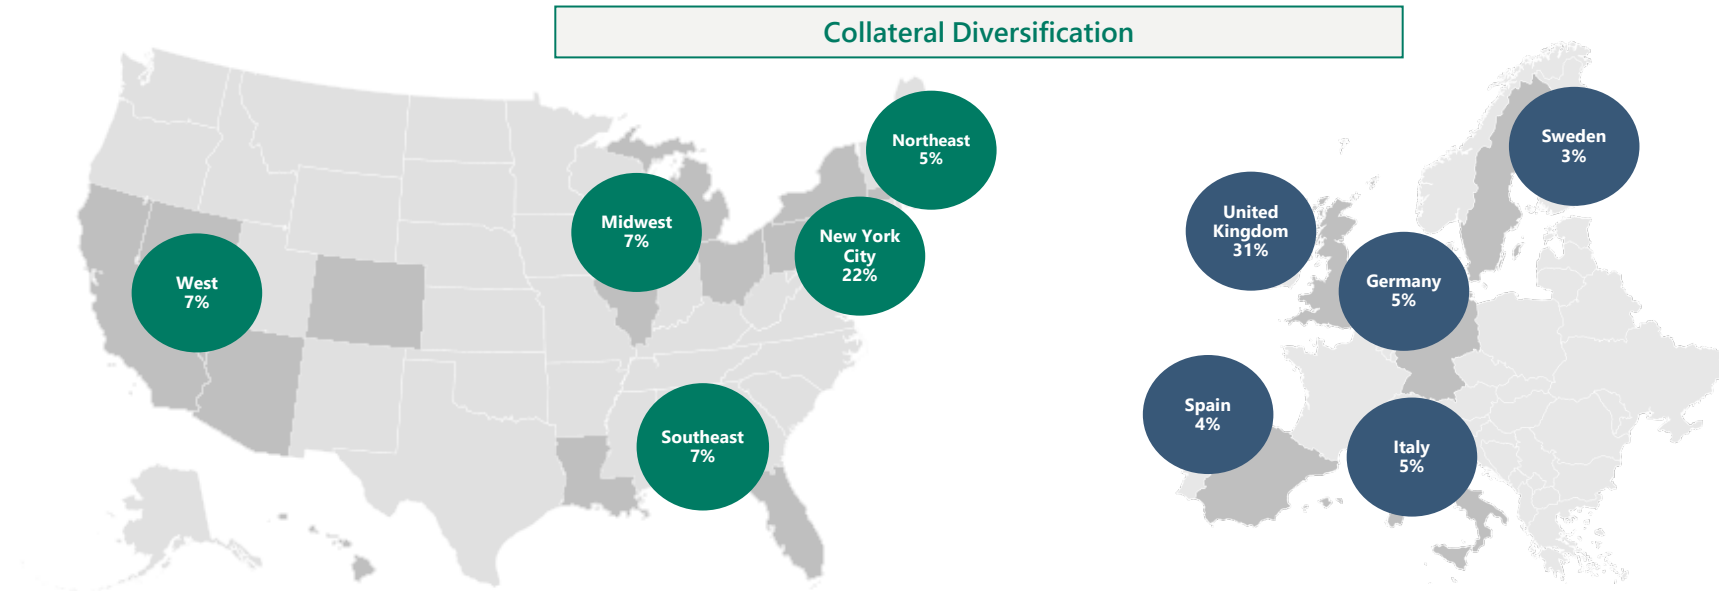 Collateral Diversification
Northeast
5%
Midwest
7%
New York
City
22%
West
7%
Southeast
7%
Sweden
3%
United
Kingdom
31%
Germany
5%
Spain
4%
Italy
5%